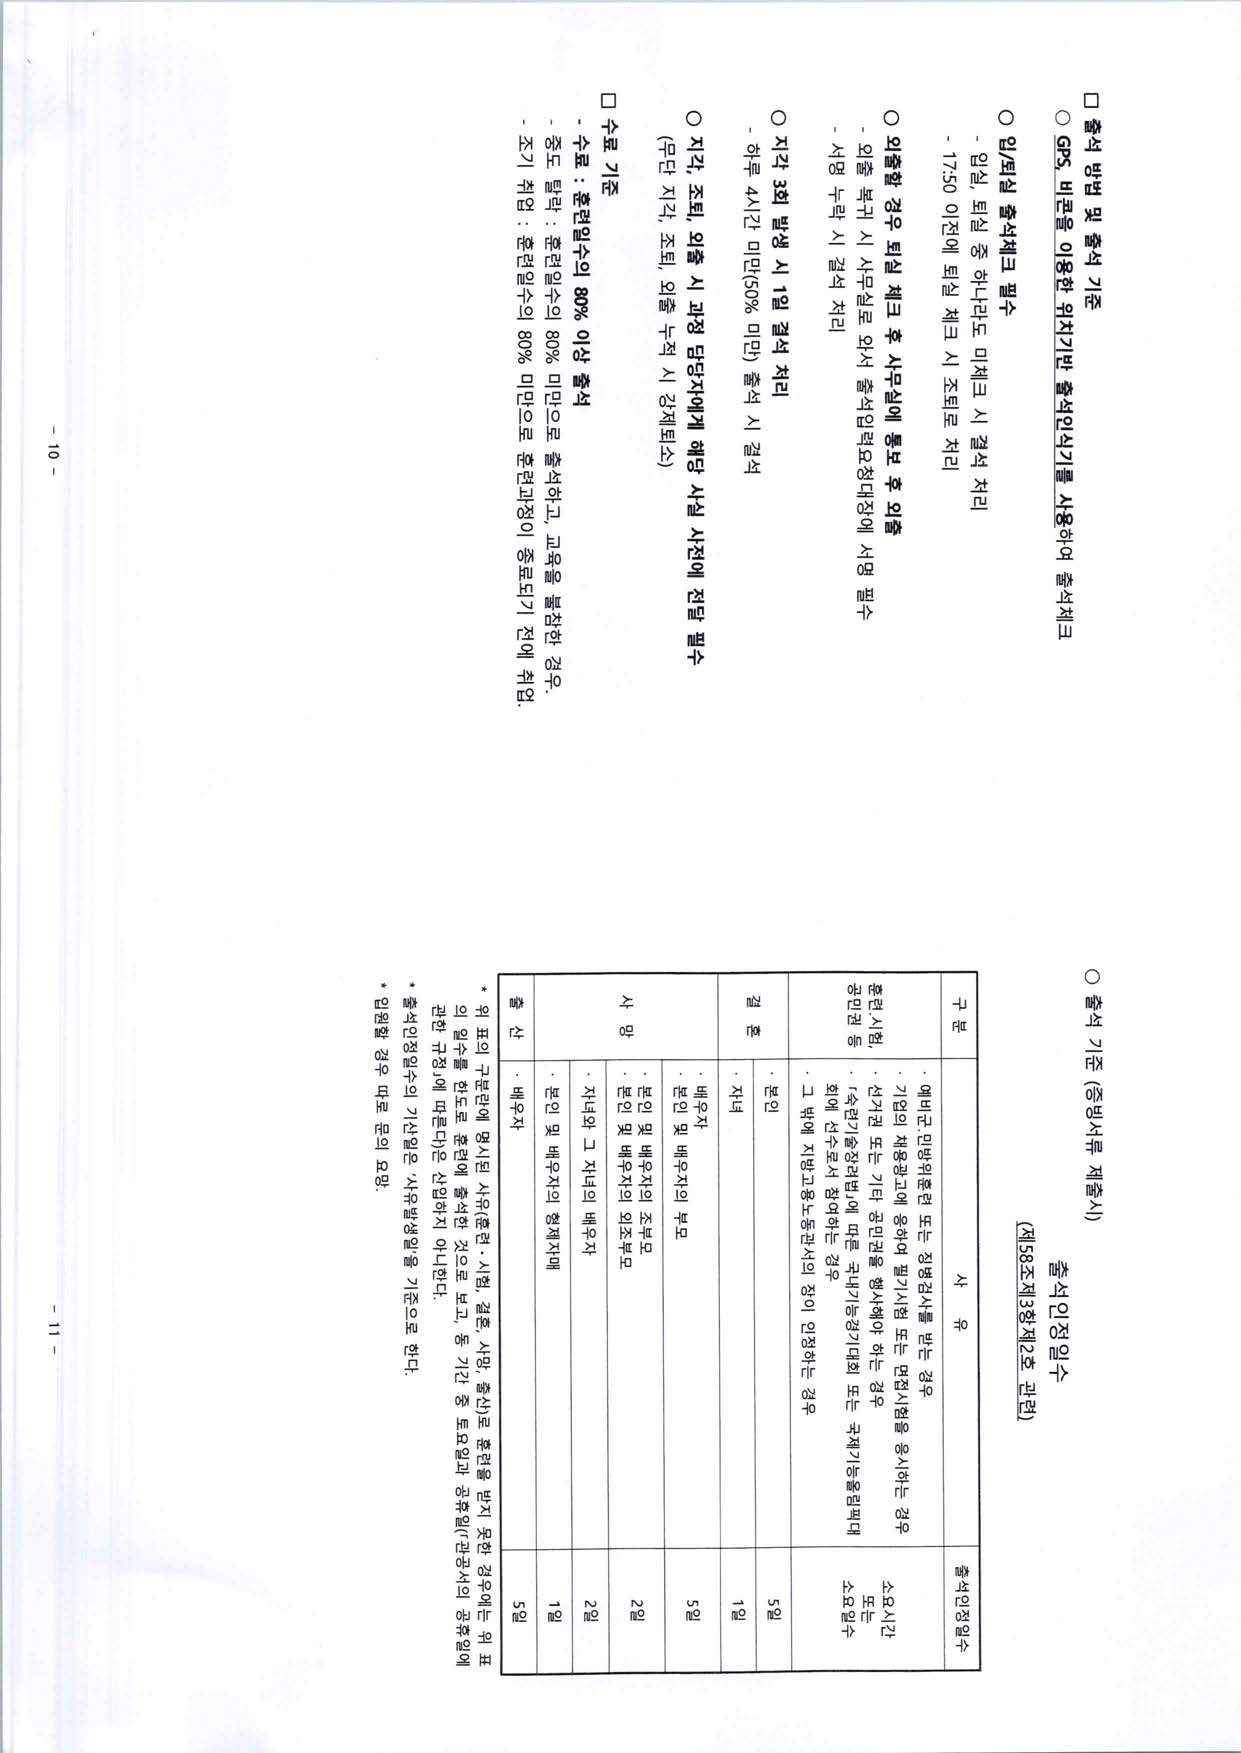 □ 출석 방법 및 출석 기준
○ GPS, 비콘을 이용한 위치기반 출석인식기를 사용하여 출석체크
○ 입/퇴실 출석체크 필수
- 입실, 퇴실 중 하나라도 미체크 시 결석 처리
- 17:50 이전에 퇴실 체크 시 조퇴로 처리
○ 외출할 경우 퇴실 체크 후 사무실에 통보 후 외출
- 외출 복귀 시 사무실로 와서 출석입력요청대장에 서명 필수
- 서명 누락 시 결석 처리
○ 지각 3회 발생 시 1일 결석 처리
- 하루 4시간 미만(50% 미만) 출석 시 결석
○ 지각, 조퇴, 외출 시 과정 담당자에게 해당 사실 사전에 전달 필수
(무단 지각, 조퇴, 외출 누적 시 강제퇴소)
□ 수료 기준
- 수료 : 훈련일수의 80% 이상 출석
- 중도 탈락 : 훈련일수의 80% 미만으로 출석하고, 교육을 불참한 경우.
- 조기 취업 : 훈련일수의 80% 미만으로 훈련과정이 종료되기 전에 취업.
- 10 -
○ 출석 기준 (증빙서류 제출시)
출석인정일수
(제58조제3항제2호 관련)
구 분 사 유 출석인정일수
훈련.시험, 공민권 등
· 예비군.민방위훈련 또는 징병검사를 받는 경우
· 기업의 채용광고에 응하여 필기시험 또는 면접시험을 응시하는 경우
· 선거권 또는 기타 공민권을 행사해야 하는 경우
· 「숙련기술장려법」에 따른 국내기능경기대회 또는 국제기능올림픽대
회에 선수로서 참여하는 경우
· 그 밖에 지방고용노동관서의 장이 인정하는 경우
소요시간
또는
소요일수
결 혼
· 본인 5일
· 자녀 1일
사 망
· 배우자
· 본인 및 배우자의 부모 5일
· 본인 및 배우자의 조부모
· 본인 및 배우자의 외조부모 2일
· 자녀와 그 자녀의 배우자 2일
· 본인 및 배우자의 형제자매 1일
출 산 · 배우자 5일
* 위 표의 구분란에 명시된 사유(훈련・시험, 결혼, 사망, 출산)로 훈련을 받지 못한 경우에는 위 표
의 일수를 한도로 훈련에 출석한 것으로 보고, 동 기간 중 토요일과 공휴일(「관공서의 공휴일에
관한 규정」에 따른다)은 산입하지 아니한다.
* 출석인정일수의 기산일은 '사유발생일'을 기준으로 한다.
* 입원할 경우 따로 문의 요망.
- 11 -